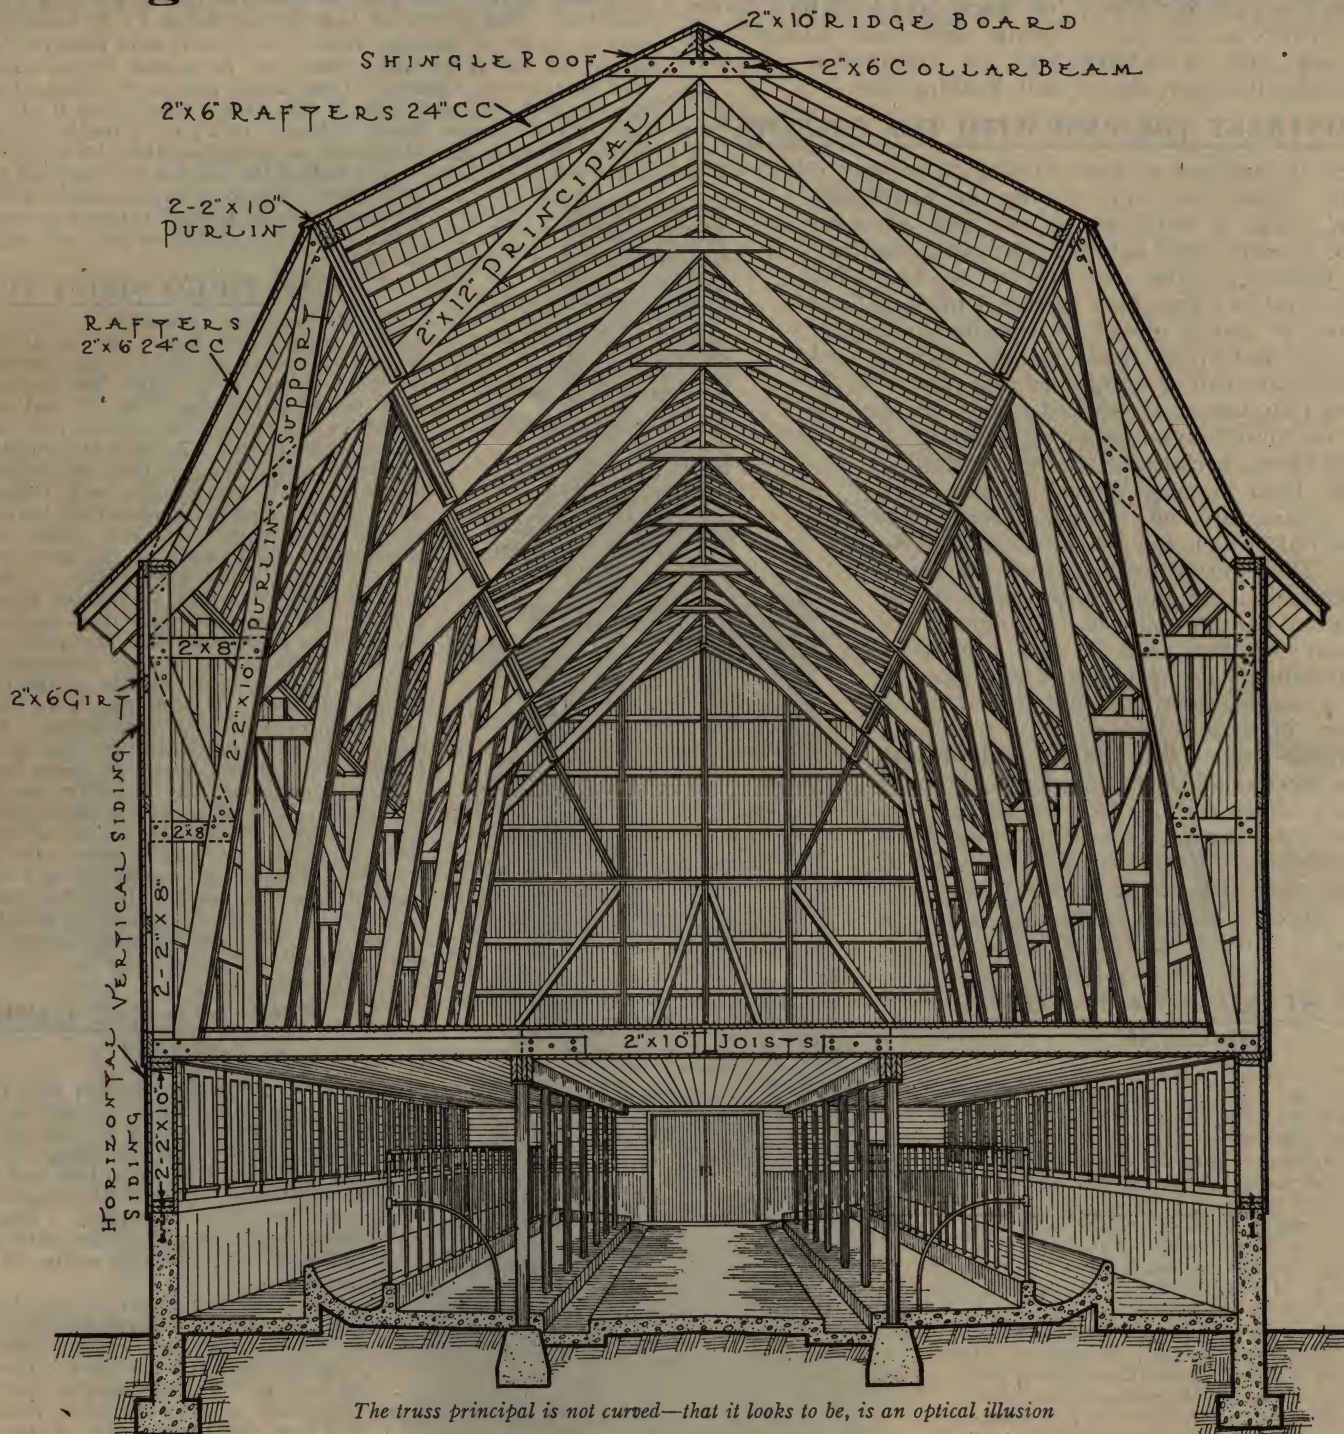 2"x10" RIDGE BOARD
SHINGLE ROOF
2"x6" COLLAR BEAM
2"x6" RAFTERS 24" CC
2"x12" PRINCIPAL
2-2"x10"
PURLIN
RAFTERS
2"x6" 24" CC
2-2"x10" PURLIN SUPPORT
2"x8"
2"x6" GIRT
VERTICAL SIDING
2"x8"
2-2"x8"
2"x10" JOISTS
HORIZONTAL
SIDING
2-2"x10"
The truss principal is not curved—that it looks to be, is an optical illusion